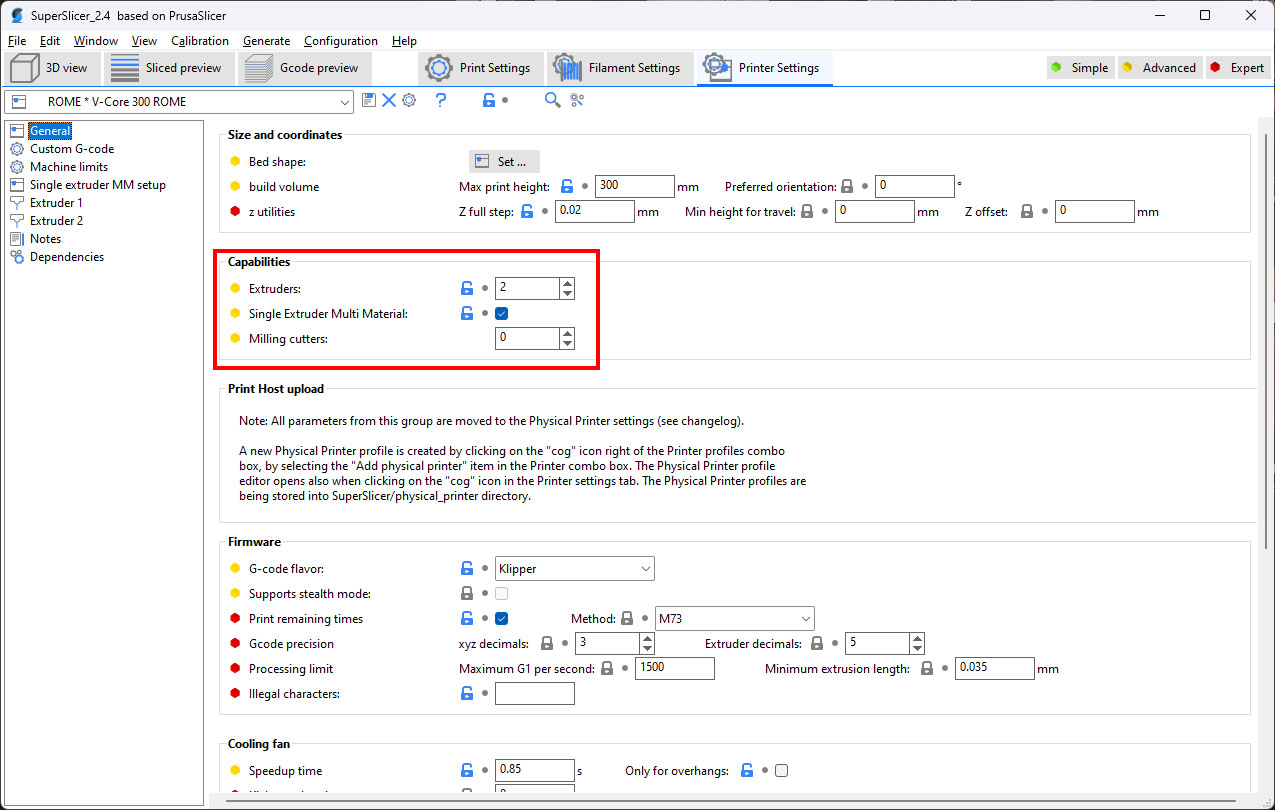 SuperSlicer_2.4 based on PrusaSlicer
File Edit Window View Calibration Generate Configuration Help
3D view Sliced preview Gcode preview Print Settings Filament Settings Printer Settings Simple Advanced Expert
ROME * V-Core 300 ROME ?
General
Custom G-code
Machine limits
Single extruder MM setup
Extruder 1
Extruder 2
Notes
Dependencies
Size and coordinates
Bed shape: Set ...
build volume Max print height: 300 mm Preferred orientation: 0 °
z utilities Z full step: 0.02 mm Min height for travel: 0 mm Z offset: 0 mm
Capabilities
Extruders: 2
Single Extruder Multi Material:
Milling cutters: 0
Print Host upload
Note: All parameters from this group are moved to the Physical Printer settings (see changelog).
A new Physical Printer profile is created by clicking on the "cog" icon right of the Printer profiles combo
box, by selecting the "Add physical printer" item in the Printer combo box. The Physical Printer profile
editor opens also when clicking on the "cog" icon in the Printer settings tab. The Physical Printer profiles are
being stored into SuperSlicer/physical_printer directory.
Firmware
G-code flavor: Klipper
Supports stealth mode:
Print remaining times Method: M73
Gcode precision xyz decimals: 3 Extruder decimals: 5
Processing limit Maximum G1 per second: 1500 Minimum extrusion length: 0.035 mm
Illegal characters:
Cooling fan
Speedup time 0.85 s Only for overhangs: